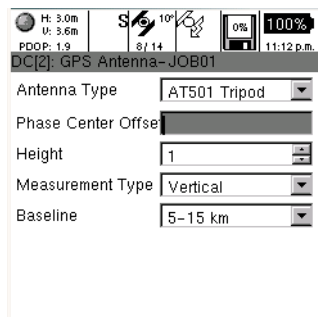 H: 3.0m
V: 3.6m
PDOP: 1.9
S 10°
8/14
0%
100%
11:12 p.m.
DC[2]: GPS Antenna-JOB01
Antenna Type AT501 Tripod
Phase Center Offset
Height 1
Measurement Type Vertical
Baseline 5-15 km